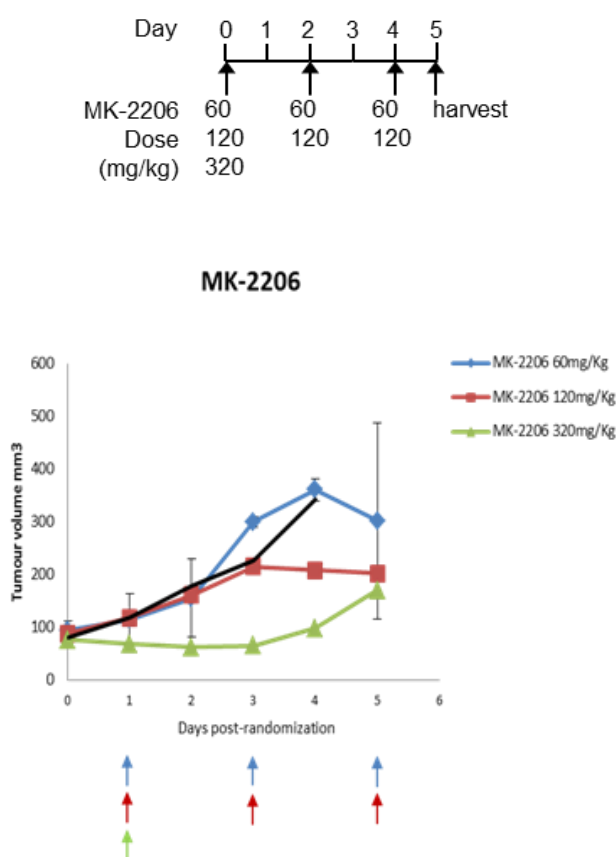 Day 0 1 2 3 4 5
MK-2206 60 60 60 harvest
Dose 120 120 120
(mg/kg) 320
MK-2206
600
500
400
300
200
100
0
Tumour volume mm3
0 1 2 3 4 5 6
Days post-randomization
MK-2206 60mg/Kg
MK-2206 120mg/Kg
MK-2206 320mg/Kg